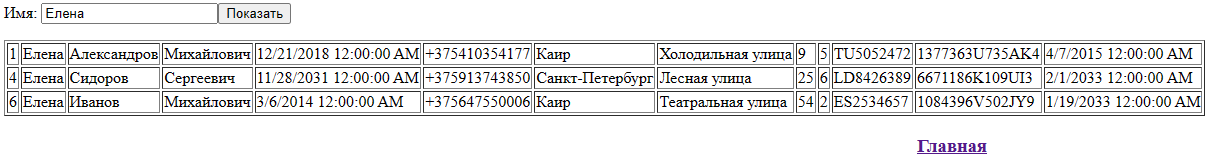 Имя: Елена Показать
1 Елена Александров Михайлович 12/21/2018 12:00:00 AM +375410354177 Каир Холодильная улица 9 5 TU5052472 1377363U735AK4 4/7/2015 12:00:00 AM
4 Елена Сидоров Сергеевич 11/28/2031 12:00:00 AM +375913743850 Санкт-Петербург Лесная улица 25 6 LD8426389 6671186K109UI3 2/1/2033 12:00:00 AM
6 Елена Иванов Михайлович 3/6/2014 12:00:00 AM +375647550006 Каир Театральная улица 54 2 ES2534657 1084396V502JY9 1/19/2033 12:00:00 AM
Главная